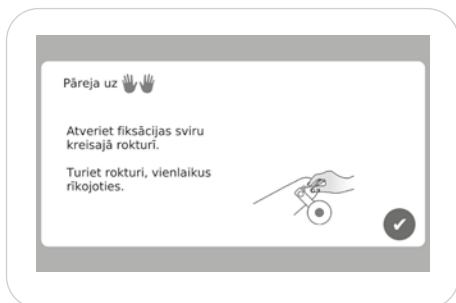 Pāreja uz
Atveriet fiksācijas sviru
kreisajā rokturī.
Turiet rokturi, vienlaikus
rīkojoties.